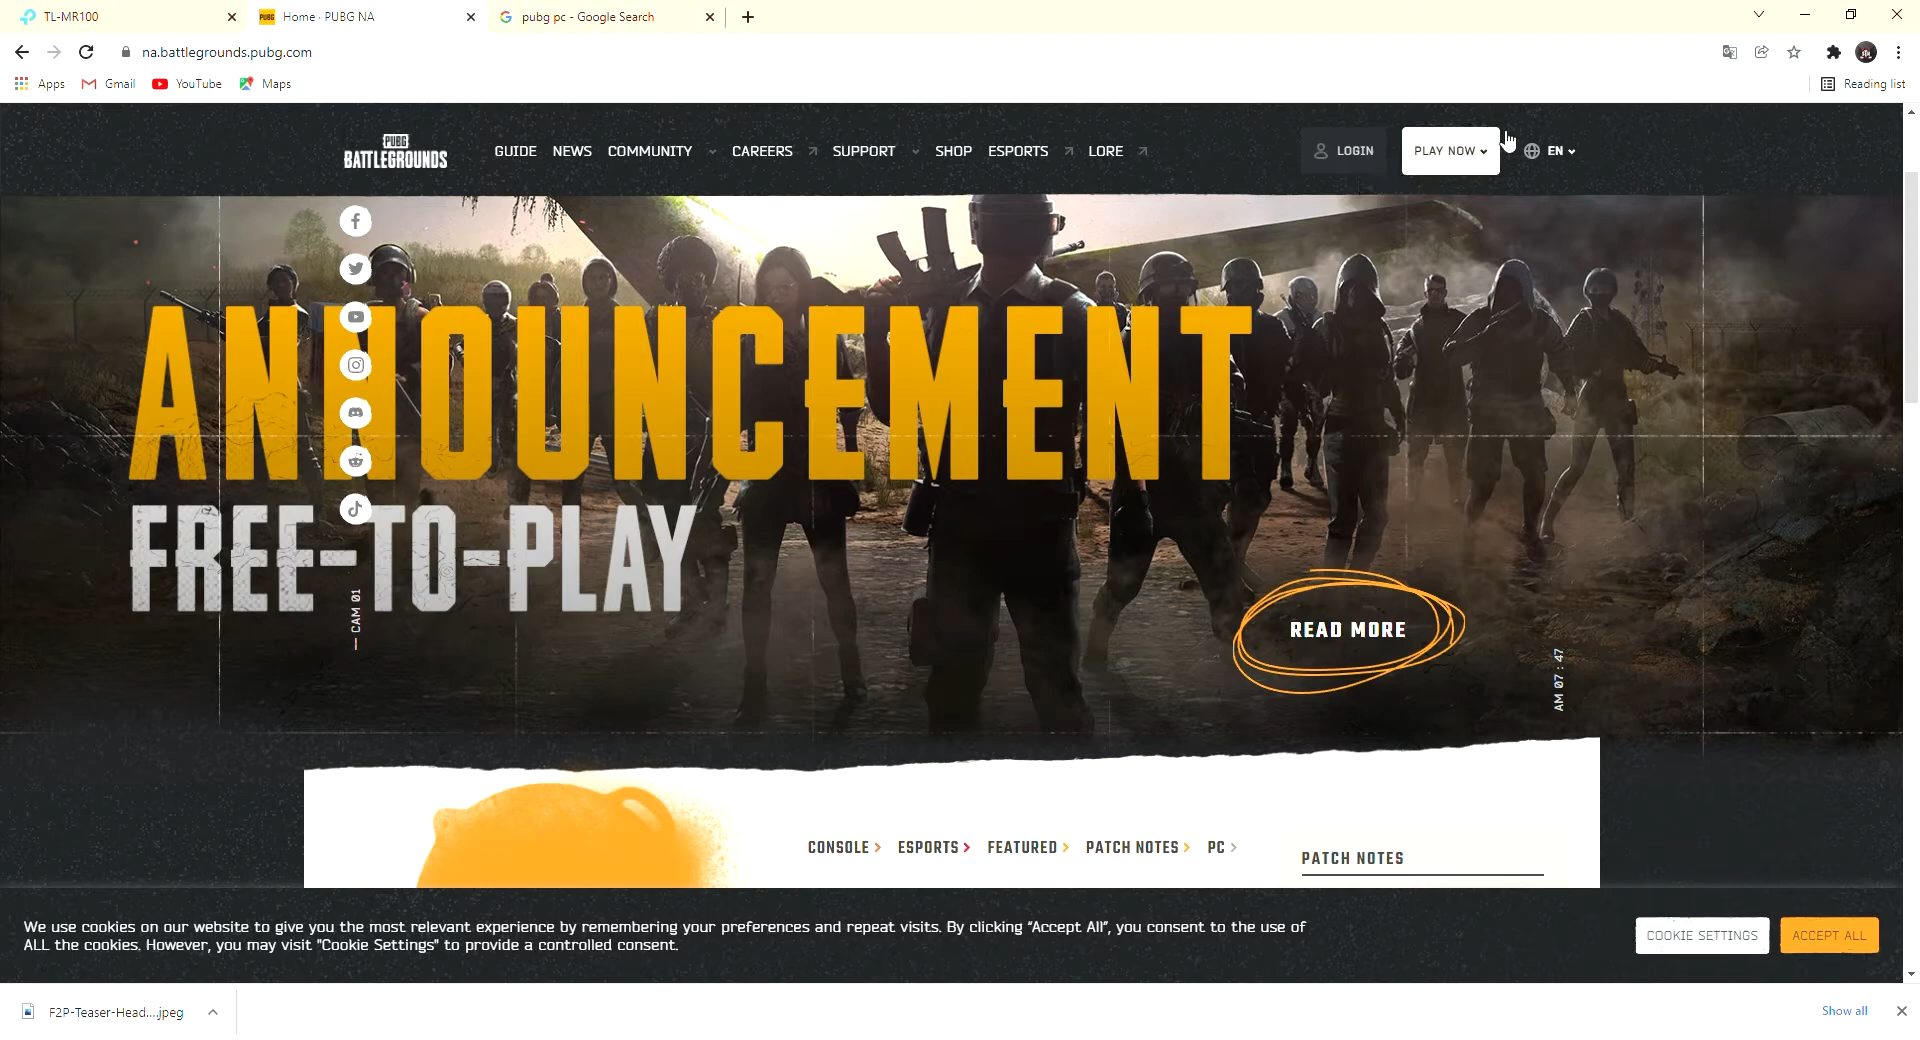 TL-MR100
PUBG
Home - PUBG NA
pubg pc - Google Search
na.battlegrounds.pubg.com
Apps
Gmail
YouTube
Maps
Reading list
PUBG
BATTLEGROUNDS
GUIDE
NEWS
COMMUNITY
CAREERS
SUPPORT
SHOP
ESPORTS
LORE
LOGIN
PLAY NOW
EN
ANNOUNCEMENT
FREE-TO-PLAY
— CAM 01
READ MORE
AM 07 : 47
CONSOLE
ESPORTS
FEATURED
PATCH NOTES
PC
PATCH NOTES
We use cookies on our website to give you the most relevant experience by remembering your preferences and repeat visits. By clicking “Accept All”, you consent to the use of
ALL the cookies. However, you may visit "Cookie Settings" to provide a controlled consent.
COOKIE SETTINGS
ACCEPT ALL
F2P-Teaser-Head....jpeg
Show all